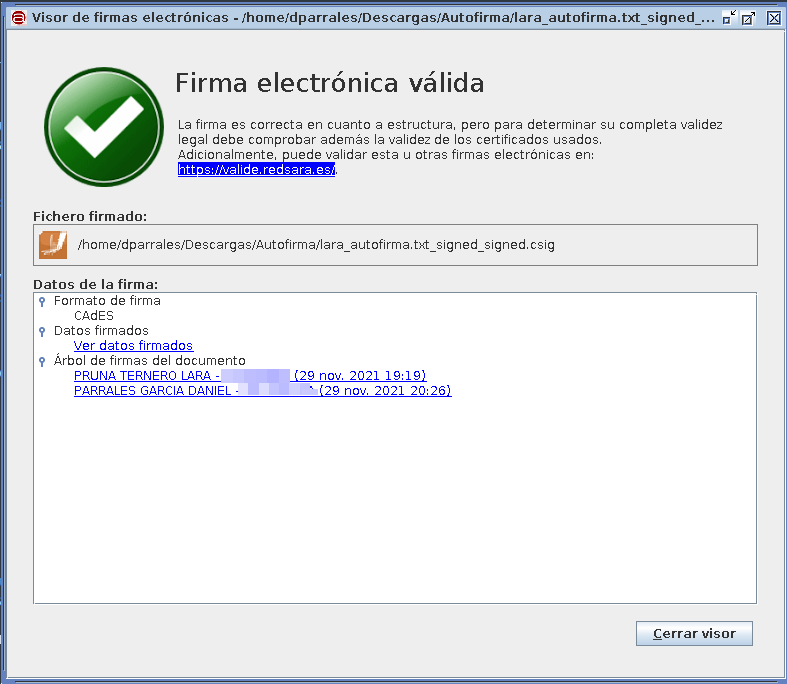 Visor de firmas electrónicas - /home/dparrales/Descargas/Autofirma/lara_autofirma.txt_signed_...
Firma electrónica válida
La firma es correcta en cuanto a estructura, pero para determinar su completa validez
legal debe comprobar además la validez de los certificados usados.
Adicionalmente, puede validar esta u otras firmas electrónicas en:
https://valide.redsara.es/.
Fichero firmado:
/home/dparrales/Descargas/Autofirma/lara_autofirma.txt_signed_signed.csig
Datos de la firma:
Formato de firma
CAdES
Datos firmados
Ver datos firmados
Árbol de firmas del documento
PRUNA TERNERO LARA - (29 nov. 2021 19:19)
PARRALES GARCIA DANIEL - (29 nov. 2021 20:26)
Cerrar visor